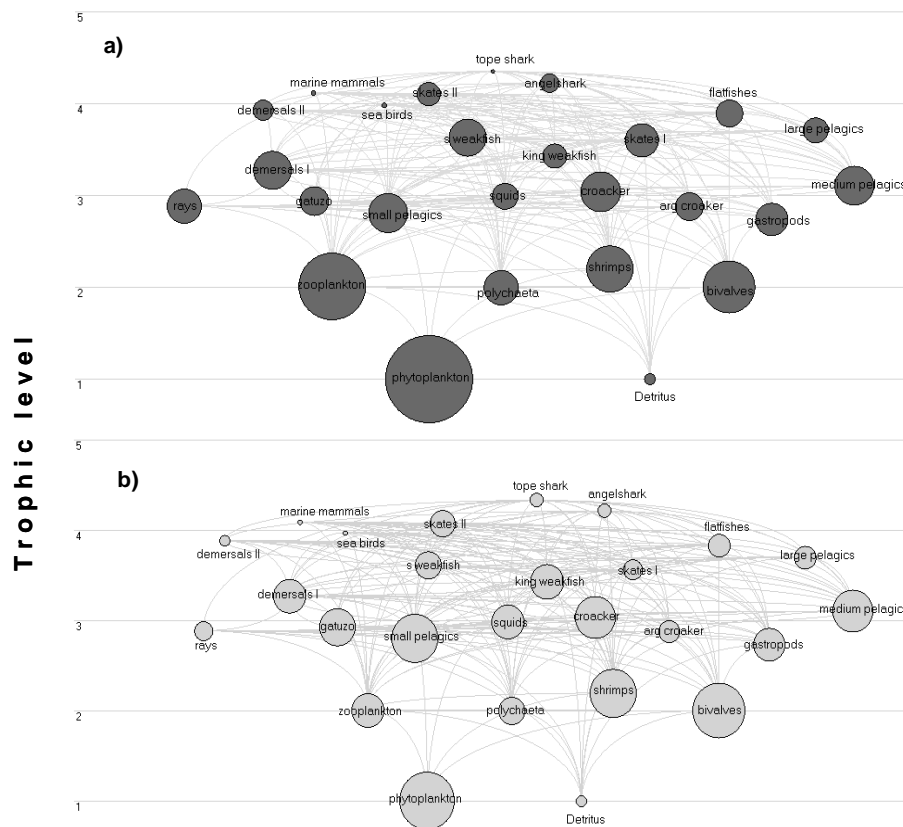 Trophic level
a)
5
tope shark
marine mammals
angelshark
skates II
flatfishes
4
demersals II
sea birds
large pelagics
s weakfish
skates I
king weakfish
demersals I
medium pelagics
3
rays
gatuzo
small pelagics
squids
croacker
arg croaker
gastropods
2
zooplankton
polychaeta
shrimps
bivalves
1
phytoplankton
Detritus
5
b)
tope shark
angelshark
marine mammals
skates II
flatfishes
4
demersals II
sea birds
large pelagics
s weakfish
skates I
king weakfish
demersals I
medium pelagic
3
rays
gatuzo
small pelagics
squids
croacker
arg croaker
gastropods
2
zooplankton
polychaeta
shrimps
bivalves
1
phytoplankton
Detritus